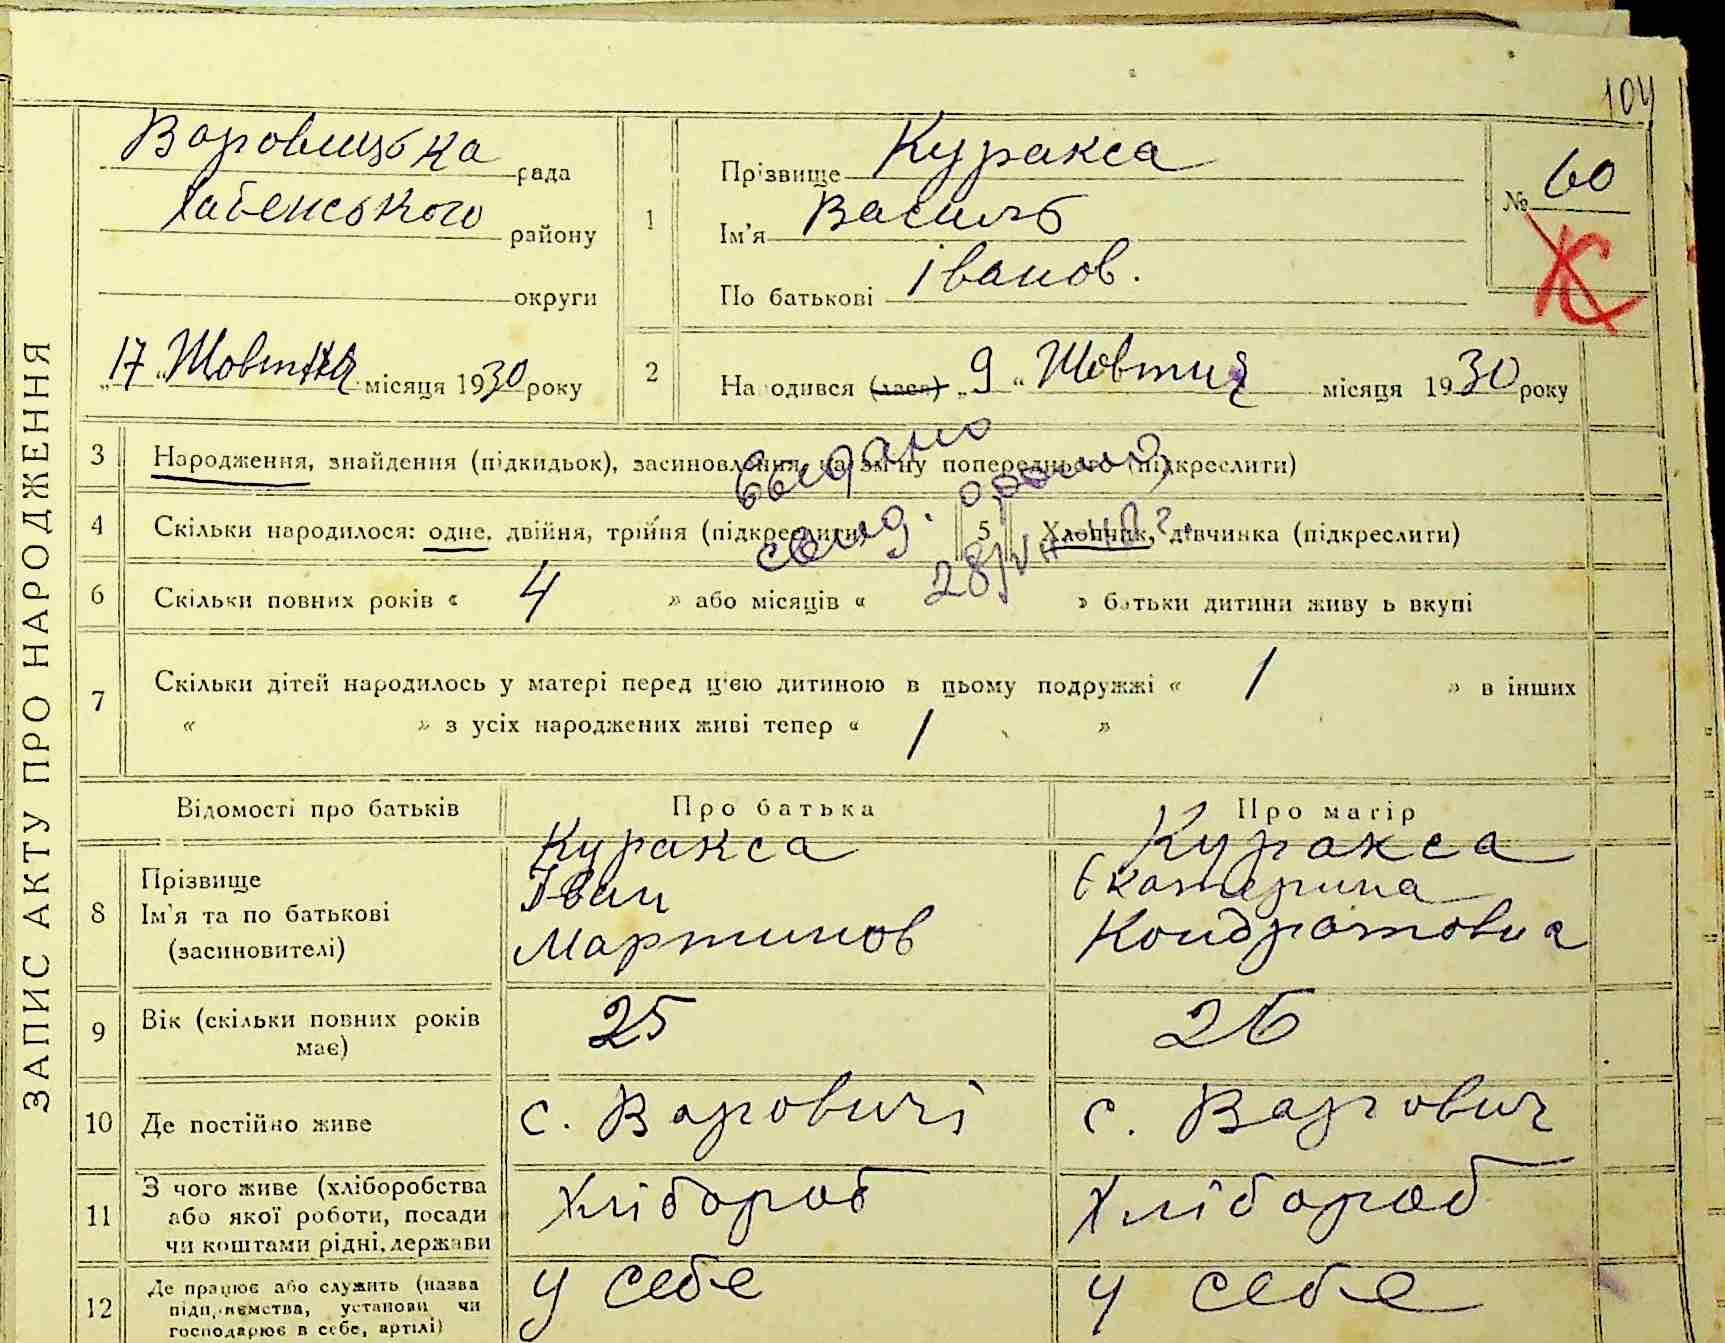 104
ЗАПИС АКТУ ПРО НАРОДЖЕННЯ
Воровицька рада
Хабенського району
округи
„17" Жовтня місяця 1930 року
1
Прізвище Куракса
Ім'я Василь
По батькові Іванов.
№ 60
2
Народився (лася) „9" Жовтня місяця 1930 року
3
Народження, знайдення (підкидьок), засиновлення, на зміну попереднього (підкреслити)
Выдано
4
Скільки народилося: одне, двійня, трійня (підкреслити)
5
Хлопчик, дівчинка (підкреслити)
свид.
28/VII
6
Скільки повних років « 4 » або місяців « » батьки дитини живуть вкупі
7
Скільки дітей народилось у матері перед цією дитиною в цьому подружжі « 1 » в інших
« » з усіх народжених живі тепер « 1 »
Відомості про батьків
Про батька
Про матір
8
Прізвище
Ім'я та по батькові
(засиновителі)
Куракса
Іван
Мартинов
Куракса
Екатерина
Кондратовна
9
Вік (скільки повних років
має)
25
26
10
Де постійно живе
с. Воровичі
с. Варович
11
З чого живе (хліборобства
або якої роботи, посади
чи коштами рідні, держави
Хлібороб
Хлібороб
12
Де працює або служить (назва
підприємства, установи чи
господарює в себе, артілі)
у себе
у себе